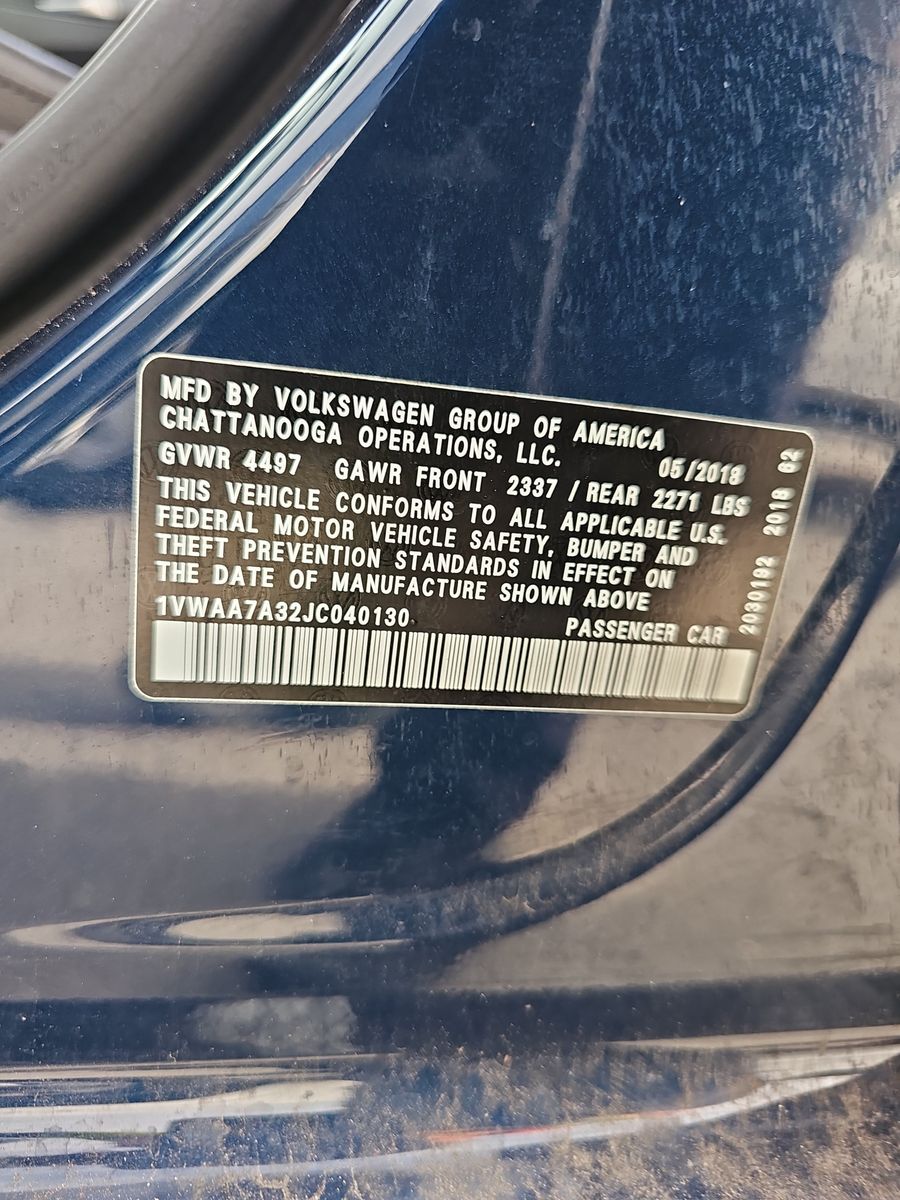 MFD BY VOLKSWAGEN GROUP OF AMERICA
CHATTANOOGA OPERATIONS, LLC. 05/2018
GVWR 4497 GAWR FRONT 2337 / REAR 2271 LBS
THIS VEHICLE CONFORMS TO ALL APPLICABLE U.S.
FEDERAL MOTOR VEHICLE SAFETY, BUMPER AND
THEFT PREVENTION STANDARDS IN EFFECT ON
THE DATE OF MANUFACTURE SHOWN ABOVE
1VWAA7A32JC040130 PASSENGER CAR
2030192 2018 62